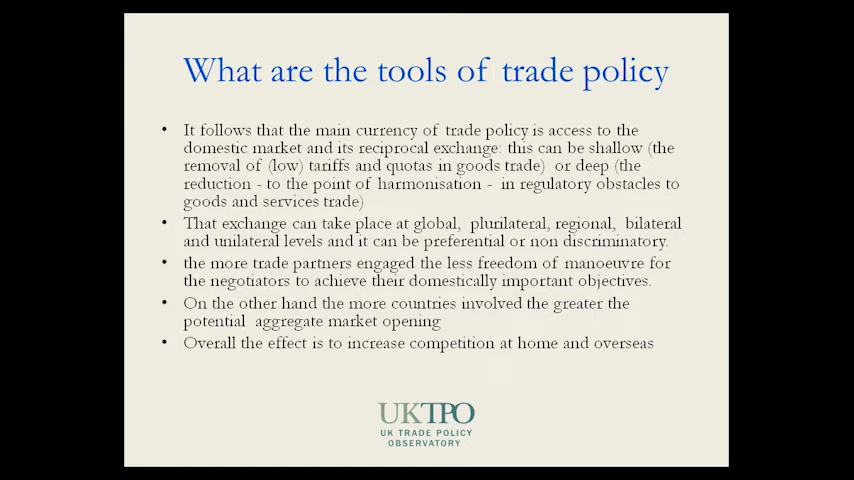 What are the tools of trade policy
• It follows that the main currency of trade policy is access to the
domestic market and its reciprocal exchange: this can be shallow (the
removal of (low) tariffs and quotas in goods trade) or deep (the
reduction - to the point of harmonisation - in regulatory obstacles to
goods and services trade)
• That exchange can take place at global, plurilateral, regional, bilateral
and unilateral levels and it can be preferential or non discriminatory.
• the more trade partners engaged the less freedom of manoeuvre for
the negotiators to achieve their domestically important objectives.
• On the other hand the more countries involved the greater the
potential aggregate market opening
• Overall the effect is to increase competition at home and overseas
UKTPO
UK TRADE POLICY
OBSERVATORY